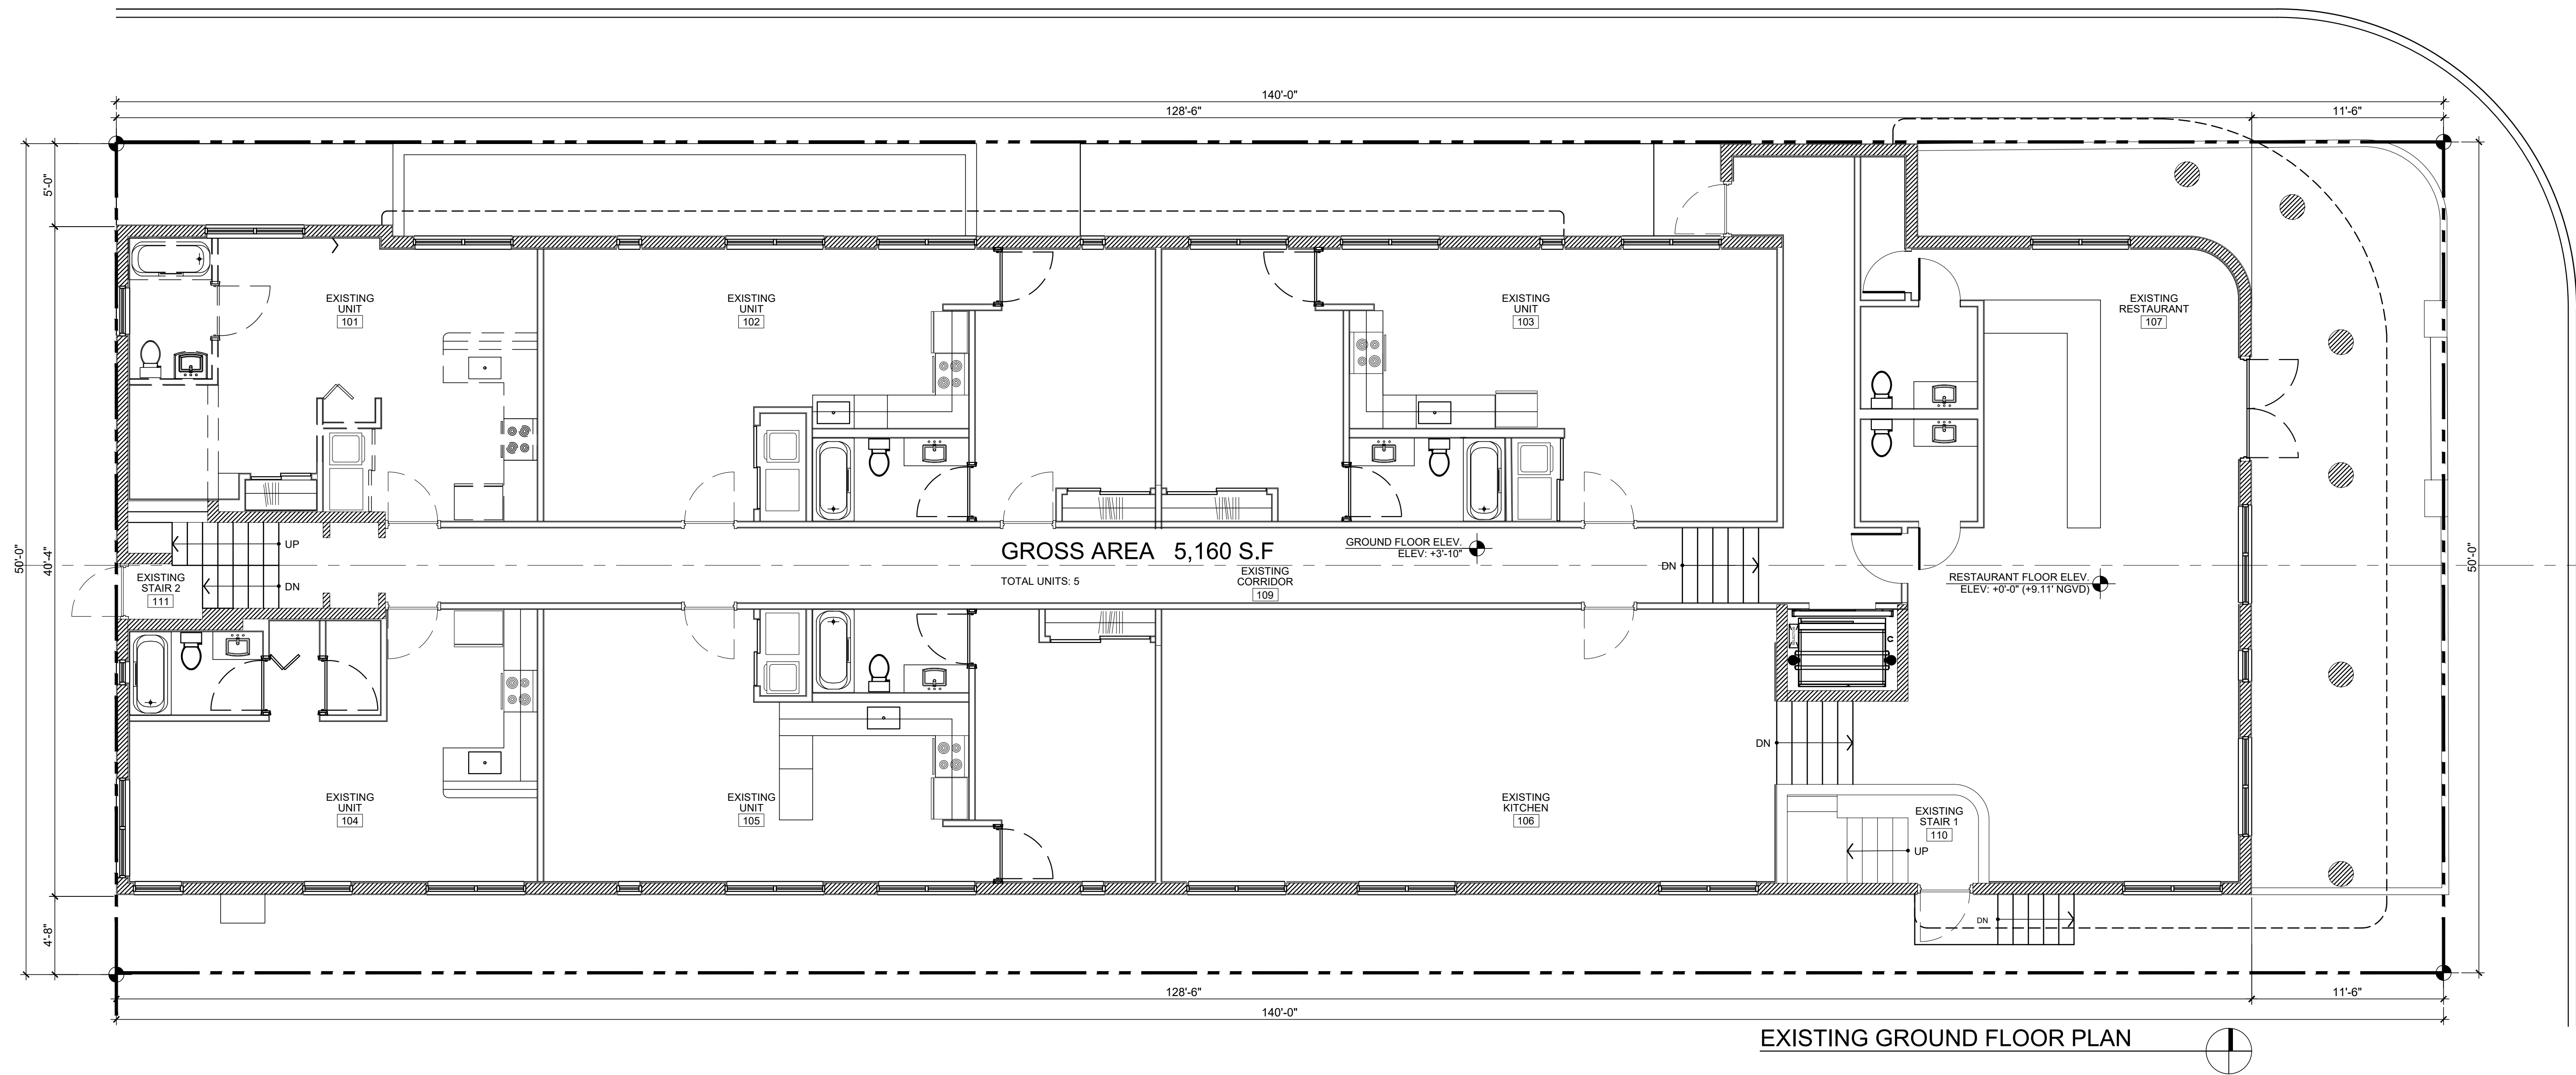 140'-0"
128'-6"
11'-6"
5'-0"
50'-0"
40'-4"
4'-8"
50'-0"
EXISTING
UNIT
101
EXISTING
UNIT
102
EXISTING
UNIT
103
EXISTING
RESTAURANT
107
UP
DN
EXISTING
STAIR 2
111
GROSS AREA   5,160 S.F
TOTAL UNITS: 5
EXISTING
CORRIDOR
109
GROUND FLOOR ELEV.
ELEV: +3'-10"
DN
RESTAURANT FLOOR ELEV.
ELEV: +0'-0" (+9.11' NGVD)
C
DN
EXISTING
UNIT
104
EXISTING
UNIT
105
EXISTING
KITCHEN
106
EXISTING
STAIR 1
110
UP
DN
128'-6"
11'-6"
140'-0"
EXISTING GROUND FLOOR PLAN